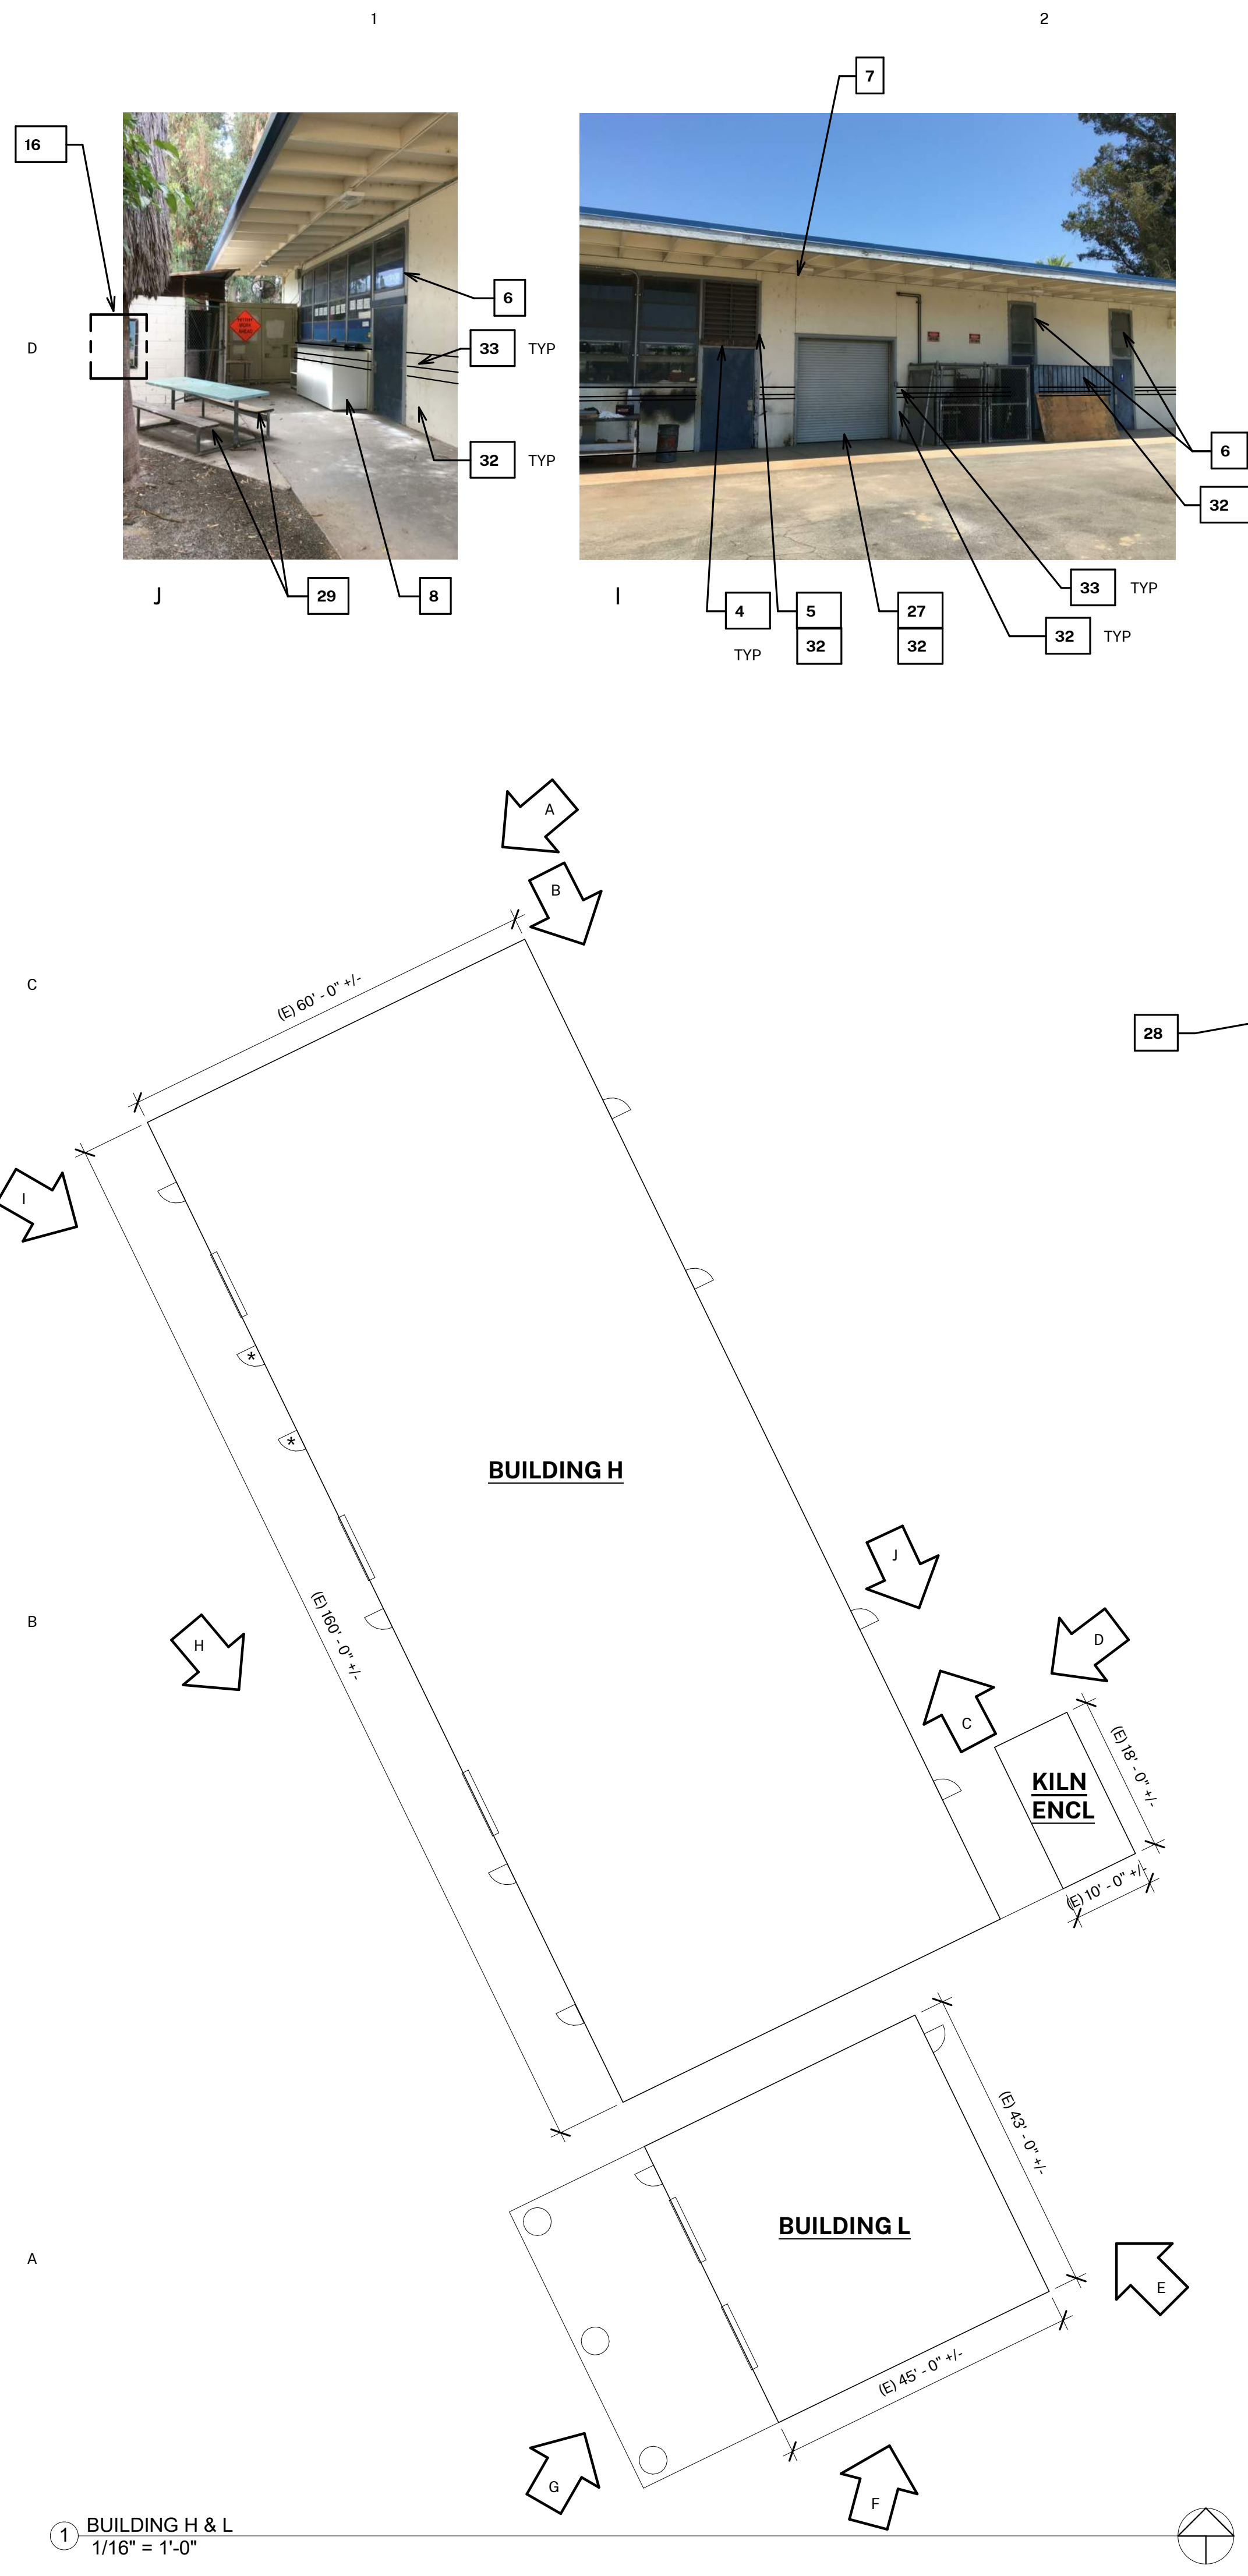 1
2
7
16
6
D
33 TYP
6
32 TYP
32
33 TYP
J
29
8
I
4
5
27
TYP
32
32
32 TYP
A
B
C
(E) 60' - 0" +/-
28
I
*
*
BUILDING H
J
(E) 160' - 0" +/-
B
H
D
C
(E) 18' - 0" +/-
KILN
ENCL
(E) 10' - 0" +/-
(E) 43' - 0" +/-
BUILDING L
A
E
(E) 45' - 0" +/-
G
F
1
BUILDING H & L
1/16" = 1'-0"